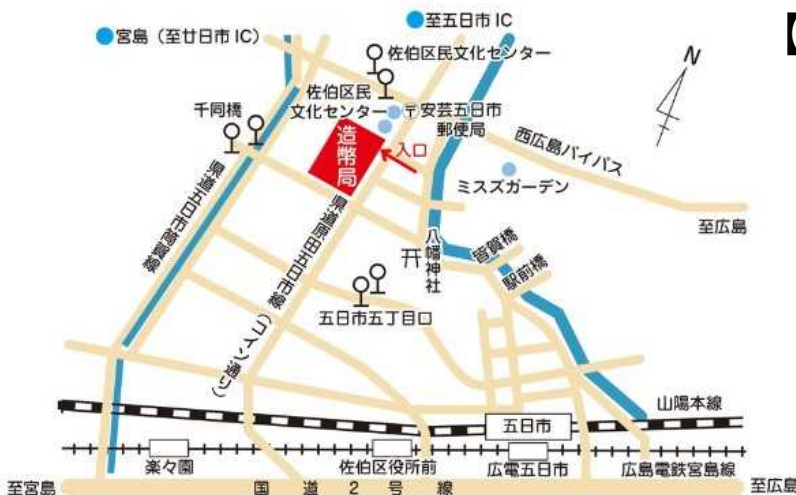 至五日市 IC
宮島（至廿日市 IC）
佐伯区民文化センター
N
佐伯区民
文化センター
〒安芸五日市
郵便局
千同橋
造幣局
入口
西広島バイパス
ミスズガーデン
至広島
県道五日市筒賀線
県道原田五日市線（コイン通り）
八幡神社
皆賀橋
駅前橋
五日市五丁目口
山陽本線
五日市
楽々園
佐伯区役所前
広電五日市
広島電鉄宮島線
至宮島
国道2号線
至広島